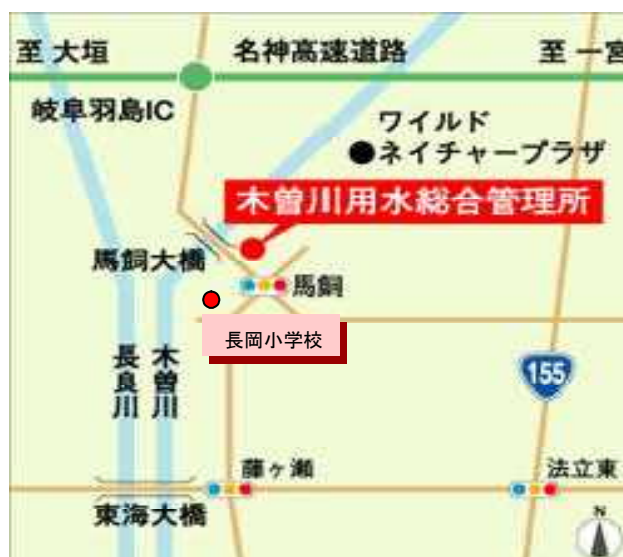 至 大垣
名神高速道路
至 一宮
岐阜羽島IC
ワイルド
ネイチャープラザ
木曽川用水総合管理所
馬飼大橋
馬飼
長岡小学校
長良川
木曽川
155
藤ヶ瀬
法立東
東海大橋
N